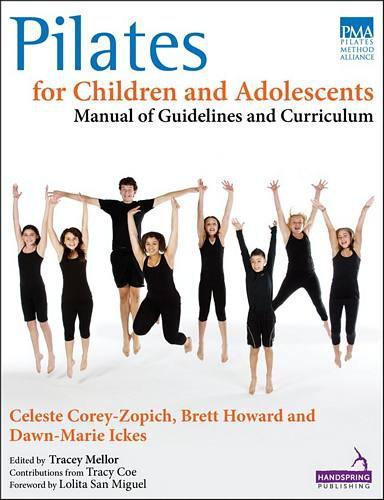 Pilates
PMA
PILATES
METHOD
ALLIANCE
for Children and Adolescents
Manual of Guidelines and Curriculum
Celeste Corey-Zopich, Brett Howard and
Dawn-Marie Ickes
Edited by Tracey Mellor
Contributions from Tracy Coe
Foreword by Lolita San Miguel
HANDSPRING
PUBLISHING